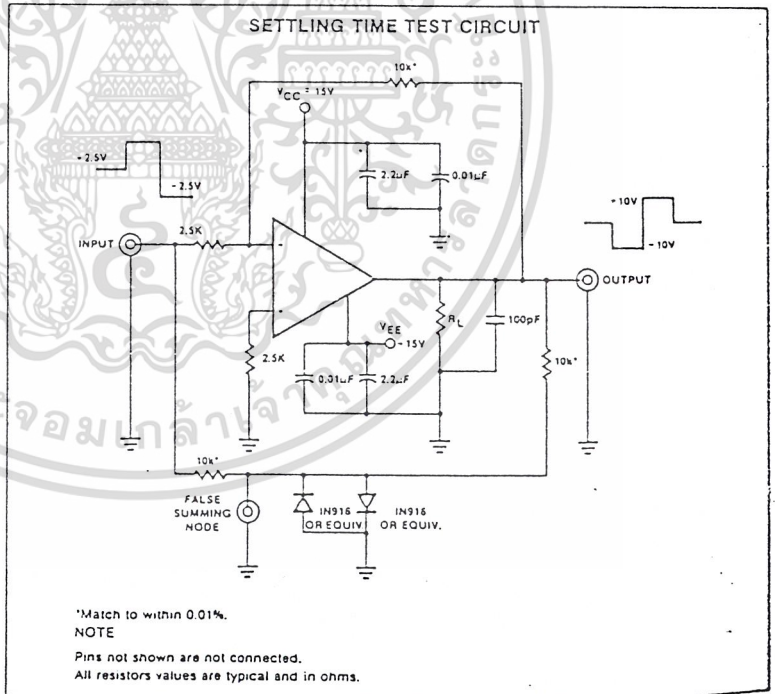 SETTLING TIME TEST CIRCUIT
10k*
VCC = 15V
2.2µF
0.01µF
- 2.5V
- 2.5V
2.5K
INPUT
-
-
2.5K
VEE
- 15V
0.01µF
2.2µF
RL
100pF
+ 10V
- 10V
OUTPUT
10k*
10k*
FALSE
SUMMING
NODE
IN916
OR EQUIV.
IN916
OR EQUIV.
*Match to within 0.01%.
NOTE
Pins not shown are not connected.
All resistors values are typical and in ohms.